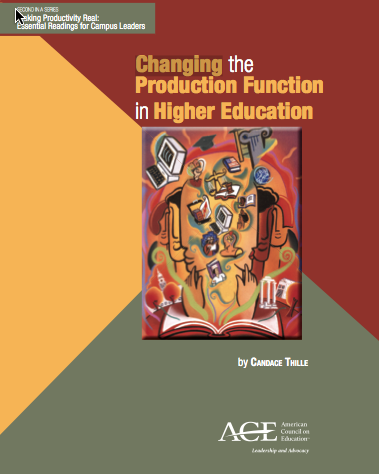 SECOND IN A SERIES
Making Productivity Real:
Essential Readings for Campus Leaders
Changing the
Production Function
in Higher Education
by CANDACE THILLE
ACE
American
Council on
Education
Leadership and Advocacy